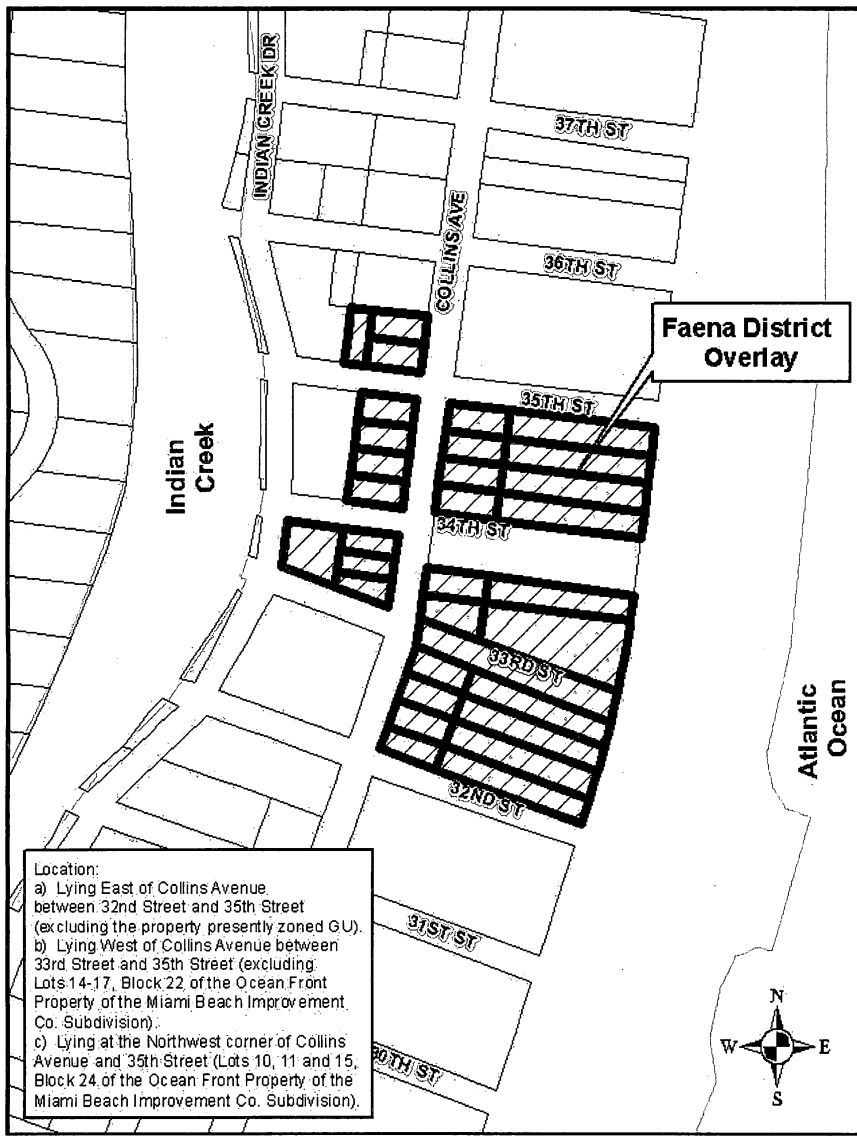 INDIAN CREEK DR
37TH ST
COLLINS AVE
36TH ST
Faena District
Overlay
35TH ST
Indian
Creek
34TH ST
33RD ST
Atlantic
Ocean
32ND ST
Location:
a) Lying East of Collins Avenue
between 32nd Street and 35th Street
(excluding the property presently zoned GU).
b) Lying West of Collins Avenue between
33rd Street and 35th Street (excluding
Lots 14-17, Block 22 of the Ocean Front
Property of the Miami Beach Improvement
Co. Subdivision).
c) Lying at the Northwest corner of Collins
Avenue and 35th Street (Lots 10, 11 and 15,
Block 24 of the Ocean Front Property of the
Miami Beach Improvement Co. Subdivision).
31ST ST
30TH ST
N
W E
S